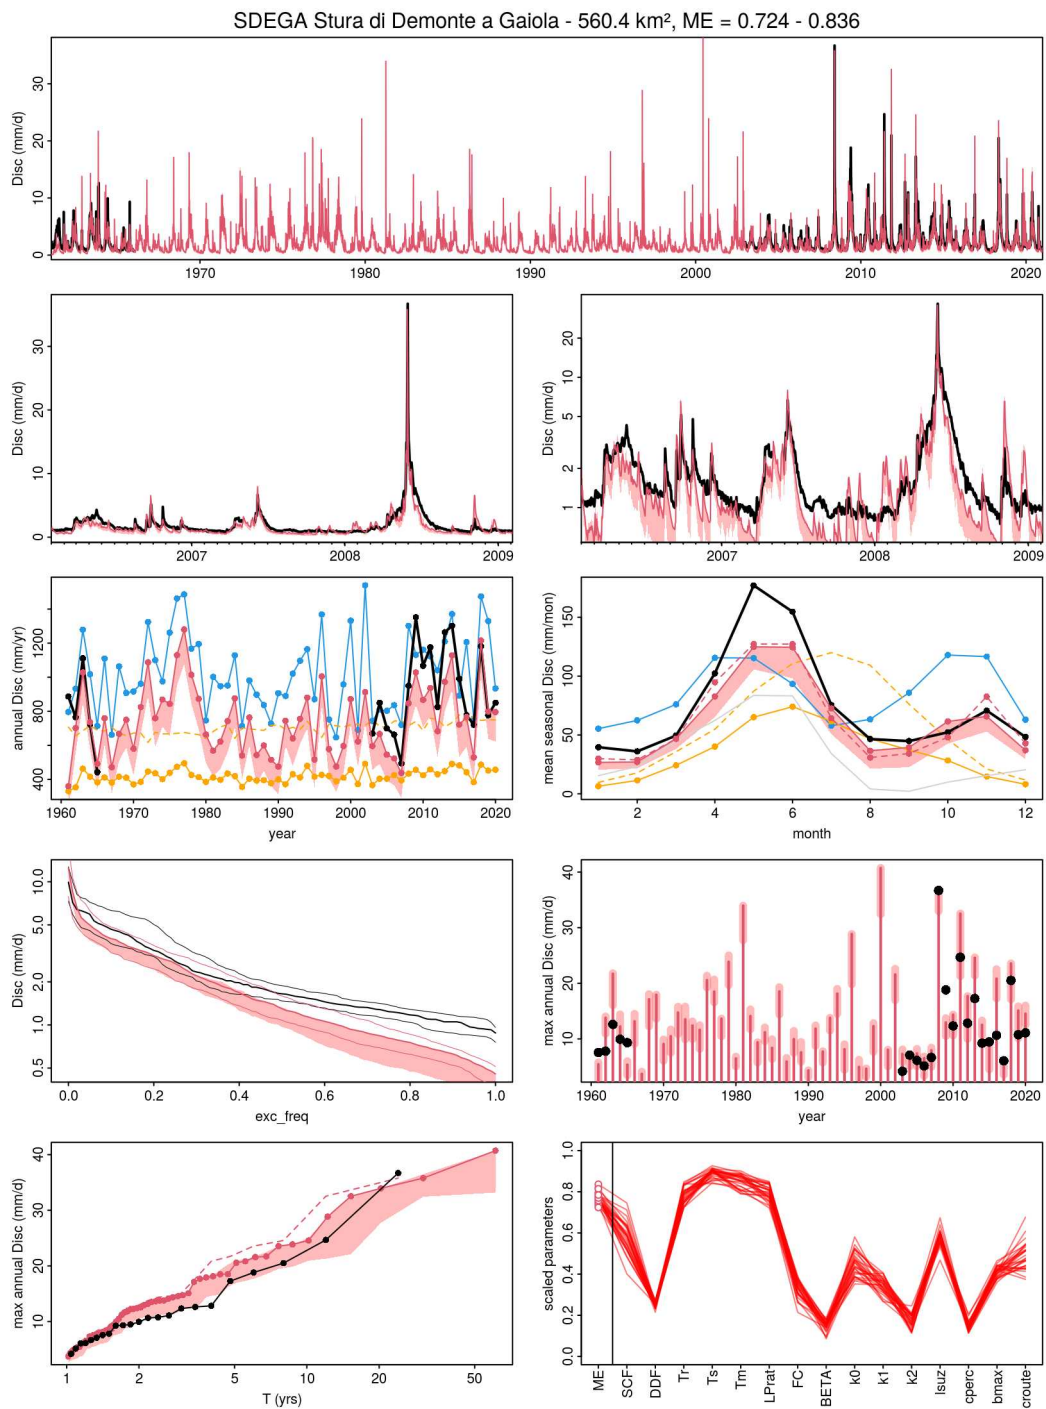 SDEGA Stura di Demonte a Gaiola - 560.4 km², ME = 0.724 - 0.836
Disc (mm/d)
0 10 20 30
1970 1980 1990 2000 2010 2020
Disc (mm/d)
0 10 20 30
2007 2008 2009
Disc (mm/d)
1 2 5 10 20
2007 2008 2009
annual Disc (mm/yr)
400 800 1200
1960 1970 1980 1990 2000 2010 2020
year
mean seasonal Disc (mm/mon)
0 50 100 150
2 4 6 8 10 12
month
Disc (mm/d)
0.5 1.0 2.0 5.0 10.0
0.0 0.2 0.4 0.6 0.8 1.0
exc_freq
max annual Disc (mm/d)
10 20 30 40
1960 1970 1980 1990 2000 2010 2020
year
max annual Disc (mm/d)
10 20 30 40
1 2 5 10 20 50
T (yrs)
scaled parameters
0.0 0.2 0.4 0.6 0.8 1.0
ME SCF DDF Tr Ts Tm LPrat FC BETA k0 k1 k2 lsuz cperc bmax croute